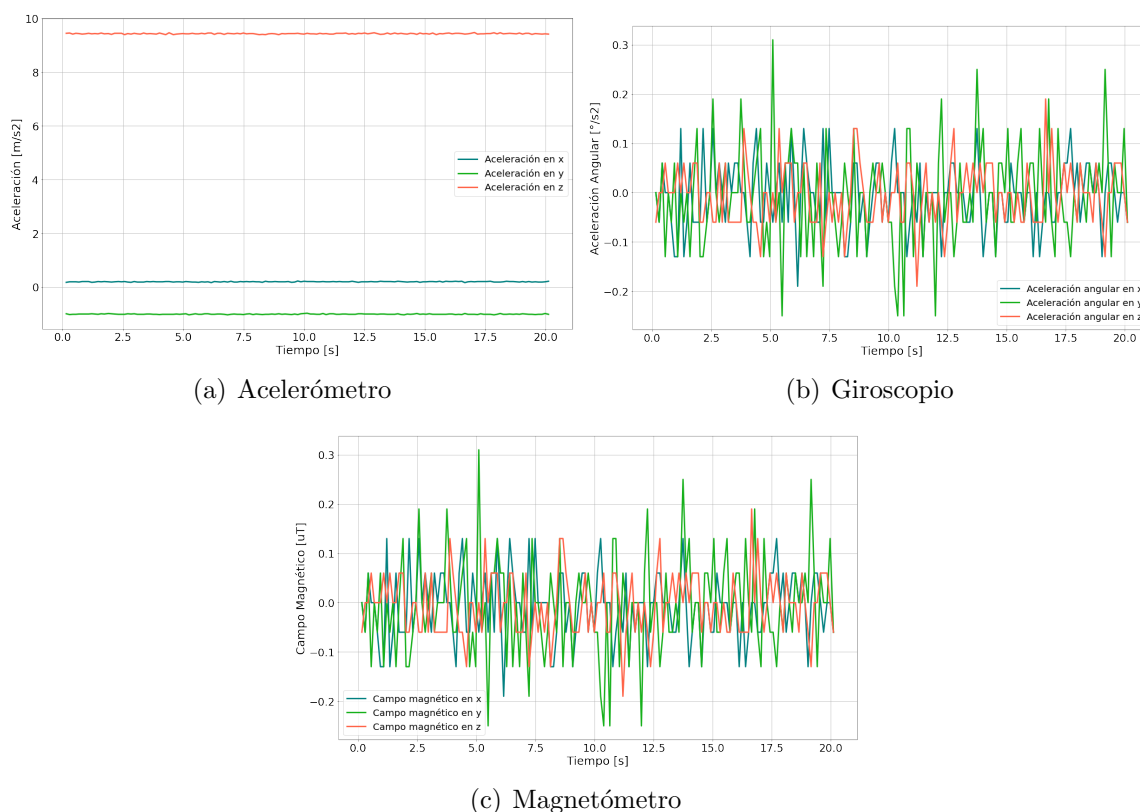 10
8
6
4
2
0
Aceleración [m/s2]
Aceleración en x
Aceleración en y
Aceleración en z
0.0 2.5 5.0 7.5 10.0 12.5 15.0 17.5 20.0
Tiempo [s]
(a) Acelerómetro
0.3
0.2
0.1
0.0
−0.1
−0.2
Aceleración Angular [°/s2]
Aceleración angular en x
Aceleración angular en y
Aceleración angular en z
0.0 2.5 5.0 7.5 10.0 12.5 15.0 17.5 20.0
Tiempo [s]
(b) Giroscopio
0.3
0.2
0.1
0.0
−0.1
−0.2
Campo Magnético [uT]
Campo magnético en x
Campo magnético en y
Campo magnético en z
0.0 2.5 5.0 7.5 10.0 12.5 15.0 17.5 20.0
Tiempo [s]
(c) Magnetómetro